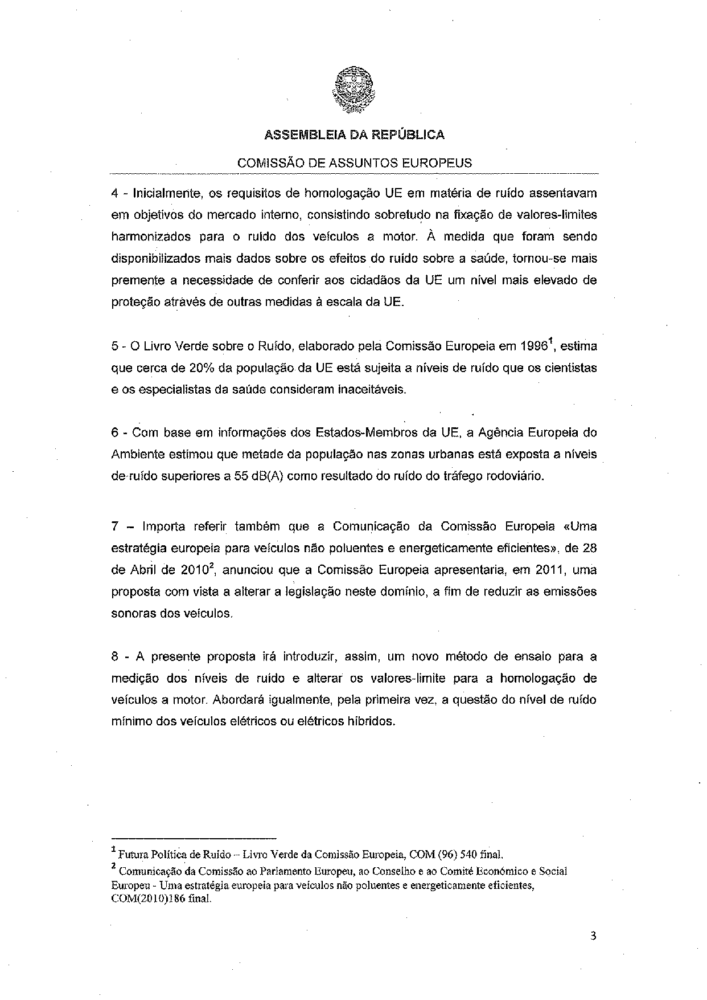 ASSEMBLEIA DA REPÚBLICA
COMISSÃO DE ASSUNTOS EUROPEUS
4 - Inicialmente, os requisitos de homologação UE em matéria de ruído assentavam
em objetivos do mercado interno, consistindo sobretudo na fixação de valores-limites
harmonizados para o ruído dos veículos a motor. À medida que foram sendo
disponibilizados mais dados sobre os efeitos do ruído sobre a saúde, tornou-se mais
premente a necessidade de conferir aos cidadãos da UE um nível mais elevado de
proteção através de outras medidas à escala da UE.
5 - O Livro Verde sobre o Ruído, elaborado pela Comissão Europeia em 1996¹, estima
que cerca de 20% da população da UE está sujeita a níveis de ruído que os cientistas
e os especialistas da saúde consideram inaceitáveis.
6 - Com base em informações dos Estados-Membros da UE, a Agência Europeia do
Ambiente estimou que metade da população nas zonas urbanas está exposta a níveis
de ruído superiores a 55 dB(A) como resultado do ruído do tráfego rodoviário.
7 – Importa referir também que a Comunicação da Comissão Europeia «Uma
estratégia europeia para veículos não poluentes e energeticamente eficientes», de 28
de Abril de 2010², anunciou que a Comissão Europeia apresentaria, em 2011, uma
proposta com vista a alterar a legislação neste domínio, a fim de reduzir as emissões
sonoras dos veículos.
8 - A presente proposta irá introduzir, assim, um novo método de ensaio para a
medição dos níveis de ruído e alterar os valores-limite para a homologação de
veículos a motor. Abordará igualmente, pela primeira vez, a questão do nível de ruído
mínimo dos veículos elétricos ou elétricos híbridos.
¹ Futura Política de Ruído – Livro Verde da Comissão Europeia, COM (96) 540 final.
² Comunicação da Comissão ao Parlamento Europeu, ao Conselho e ao Comité Económico e Social
Europeu - Uma estratégia europeia para veículos não poluentes e energeticamente eficientes,
COM(2010)186 final.
3